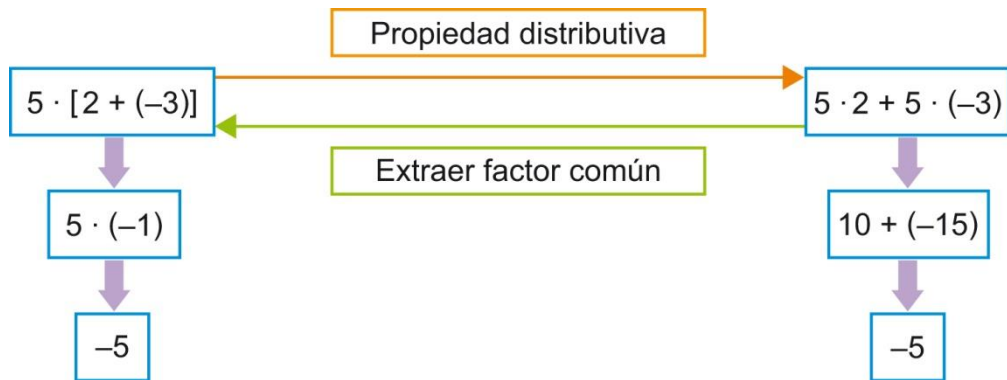 Propiedad distributiva
5 · [2 + (–3)]
5 · 2 + 5 · (–3)
Extraer factor común
5 · (–1)
10 + (–15)
–5
–5